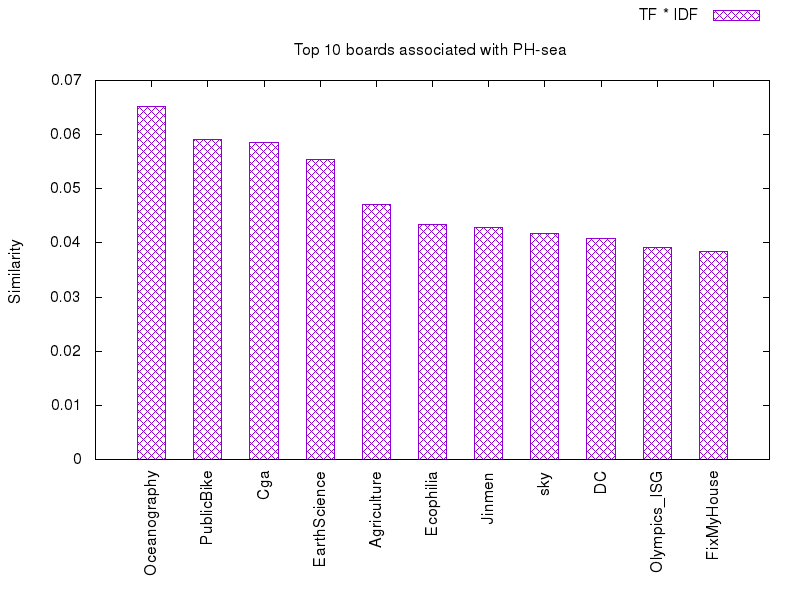 TF * IDF
Top 10 boards associated with PH-sea
Similarity
0.07
0.06
0.05
0.04
0.03
0.02
0.01
0
Oceanography
PublicBike
Cga
EarthScience
Agriculture
Ecophilia
Jinmen
sky
DC
Olympics_ISG
FixMyHouse